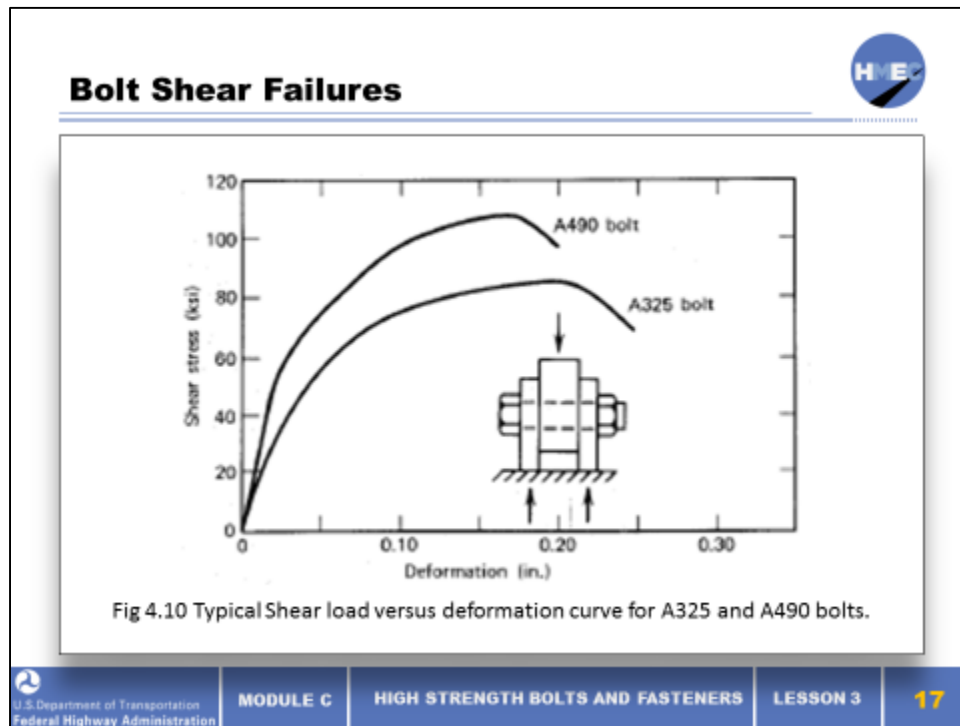 Bolt Shear Failures
HMEC
120
100
80
60
40
20
0
Shear stress (ksi)
A490 bolt
A325 bolt
0
0.10
0.20
0.30
Deformation (in.)
Fig 4.10 Typical Shear load versus deformation curve for A325 and A490 bolts.
U.S.Department of Transportation
Federal Highway Administration
MODULE C
HIGH STRENGTH BOLTS AND FASTENERS
LESSON 3
17